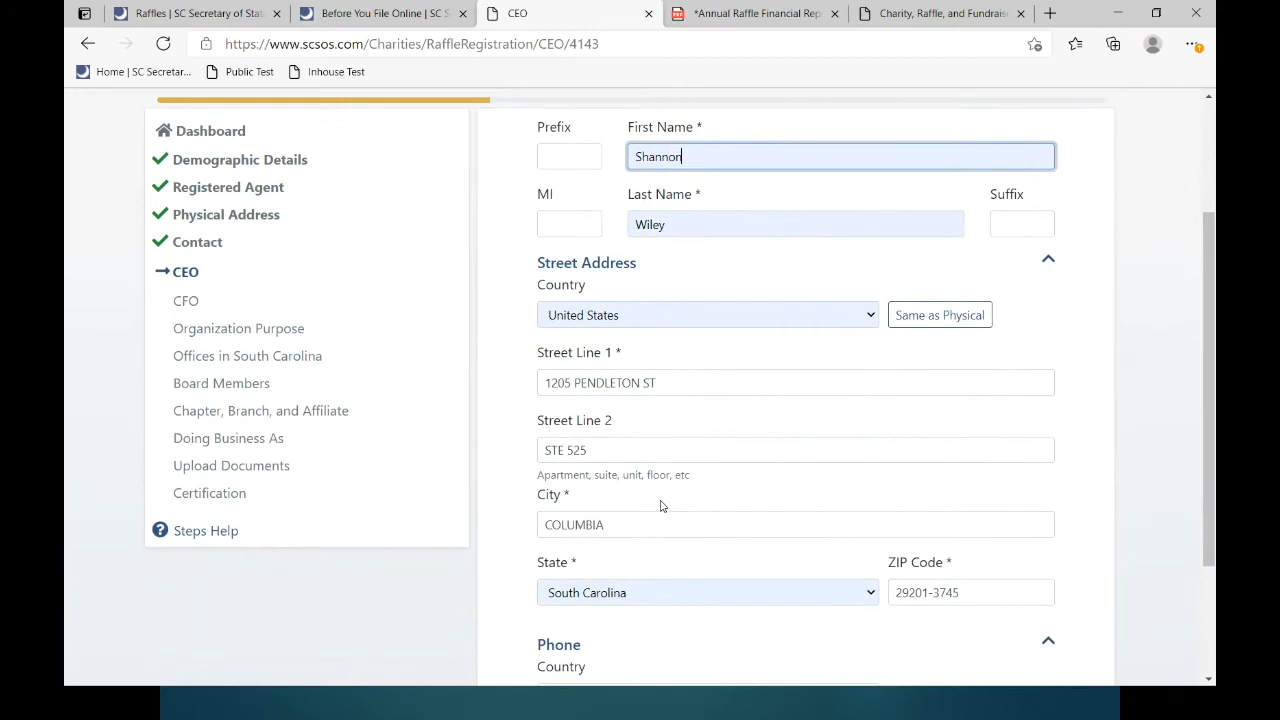 Raffles | SC Secretary of Stat
Before You File Online | SC S
CEO
*Annual Raffle Financial Rep
Charity, Raffle, and Fundrais
https://www.scsos.com/Charities/RaffleRegistration/CEO/4143
Home | SC Secretar...
Public Test
Inhouse Test
Dashboard
Demographic Details
Registered Agent
Physical Address
Contact
CEO
CFO
Organization Purpose
Offices in South Carolina
Board Members
Chapter, Branch, and Affiliate
Doing Business As
Upload Documents
Certification
Steps Help
Prefix
First Name *
Shannon
MI
Last Name *
Suffix
Wiley
Street Address
Country
United States
Same as Physical
Street Line 1 *
1205 PENDLETON ST
Street Line 2
STE 525
Apartment, suite, unit, floor, etc
City *
COLUMBIA
State *
ZIP Code *
South Carolina
29201-3745
Phone
Country